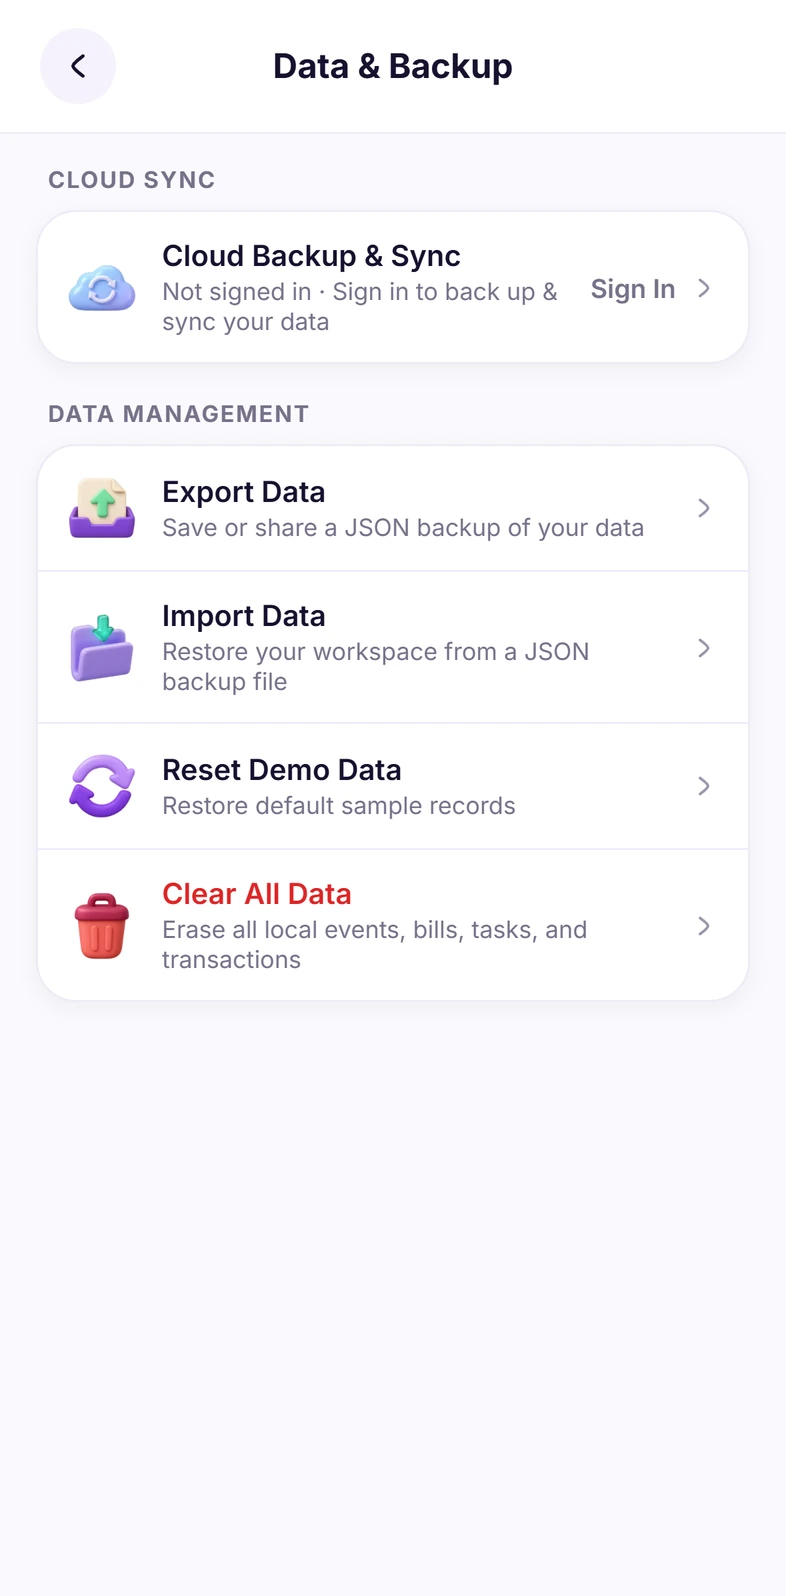 Data & Backup
CLOUD SYNC
Cloud Backup & Sync
Not signed in · Sign in to back up &
sync your data
Sign In
DATA MANAGEMENT
Export Data
Save or share a JSON backup of your data
Import Data
Restore your workspace from a JSON
backup file
Reset Demo Data
Restore default sample records
Clear All Data
Erase all local events, bills, tasks, and
transactions